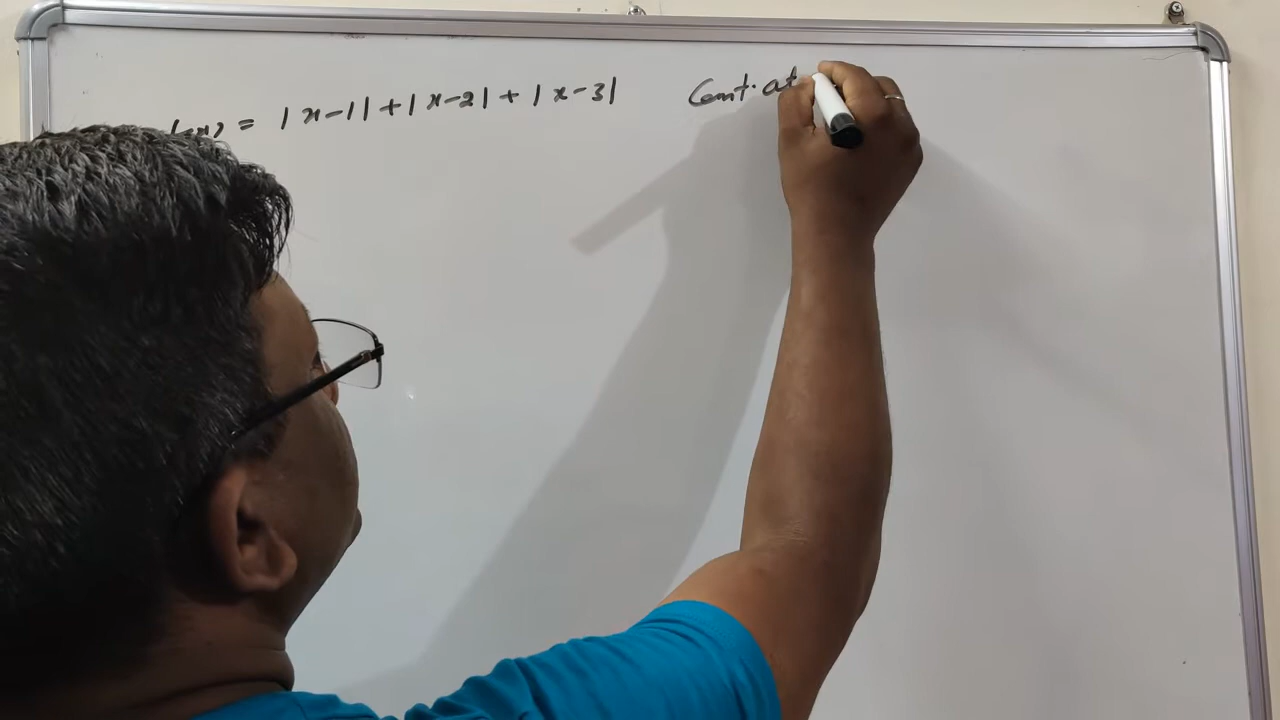 f(x) = |x-1| + |x-2| + |x-3| Cont. at